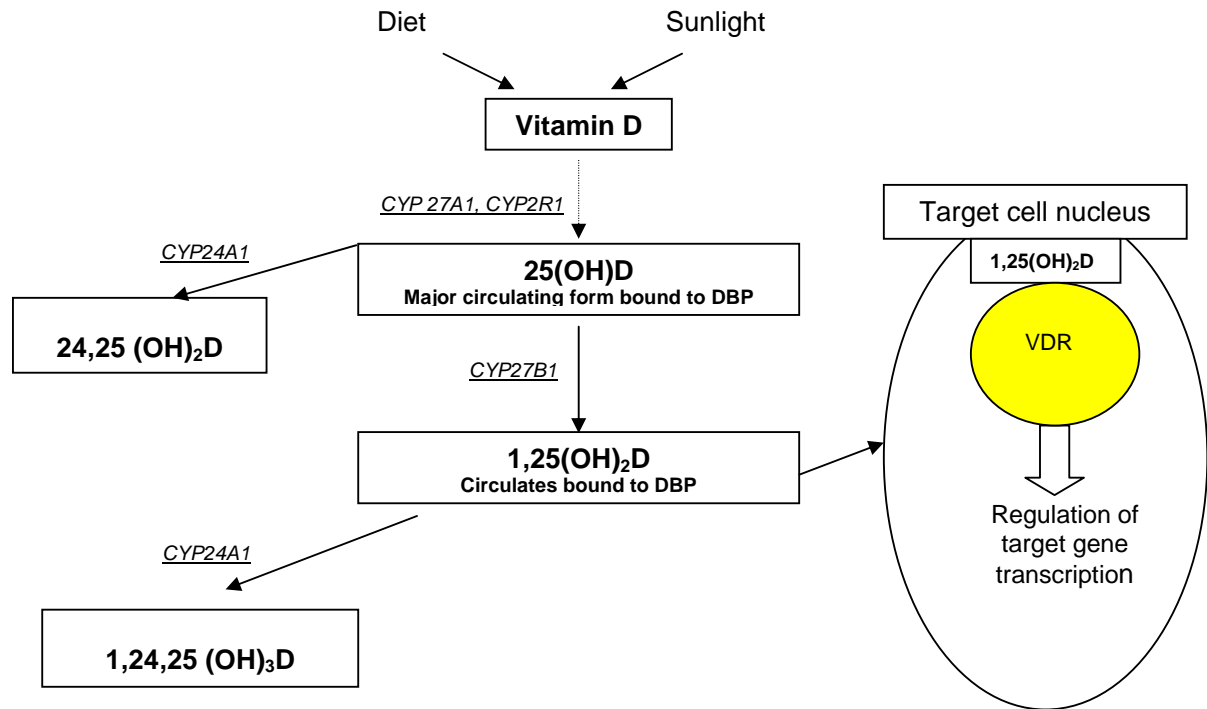 Diet
Sunlight
Vitamin D
CYP 27A1, CYP2R1
CYP24A1
25(OH)D
Major circulating form bound to DBP
24,25 (OH)₂D
CYP27B1
1,25(OH)₂D
Circulates bound to DBP
CYP24A1
1,24,25 (OH)₃D
Target cell nucleus
1,25(OH)₂D
VDR
Regulation of
target gene
transcription